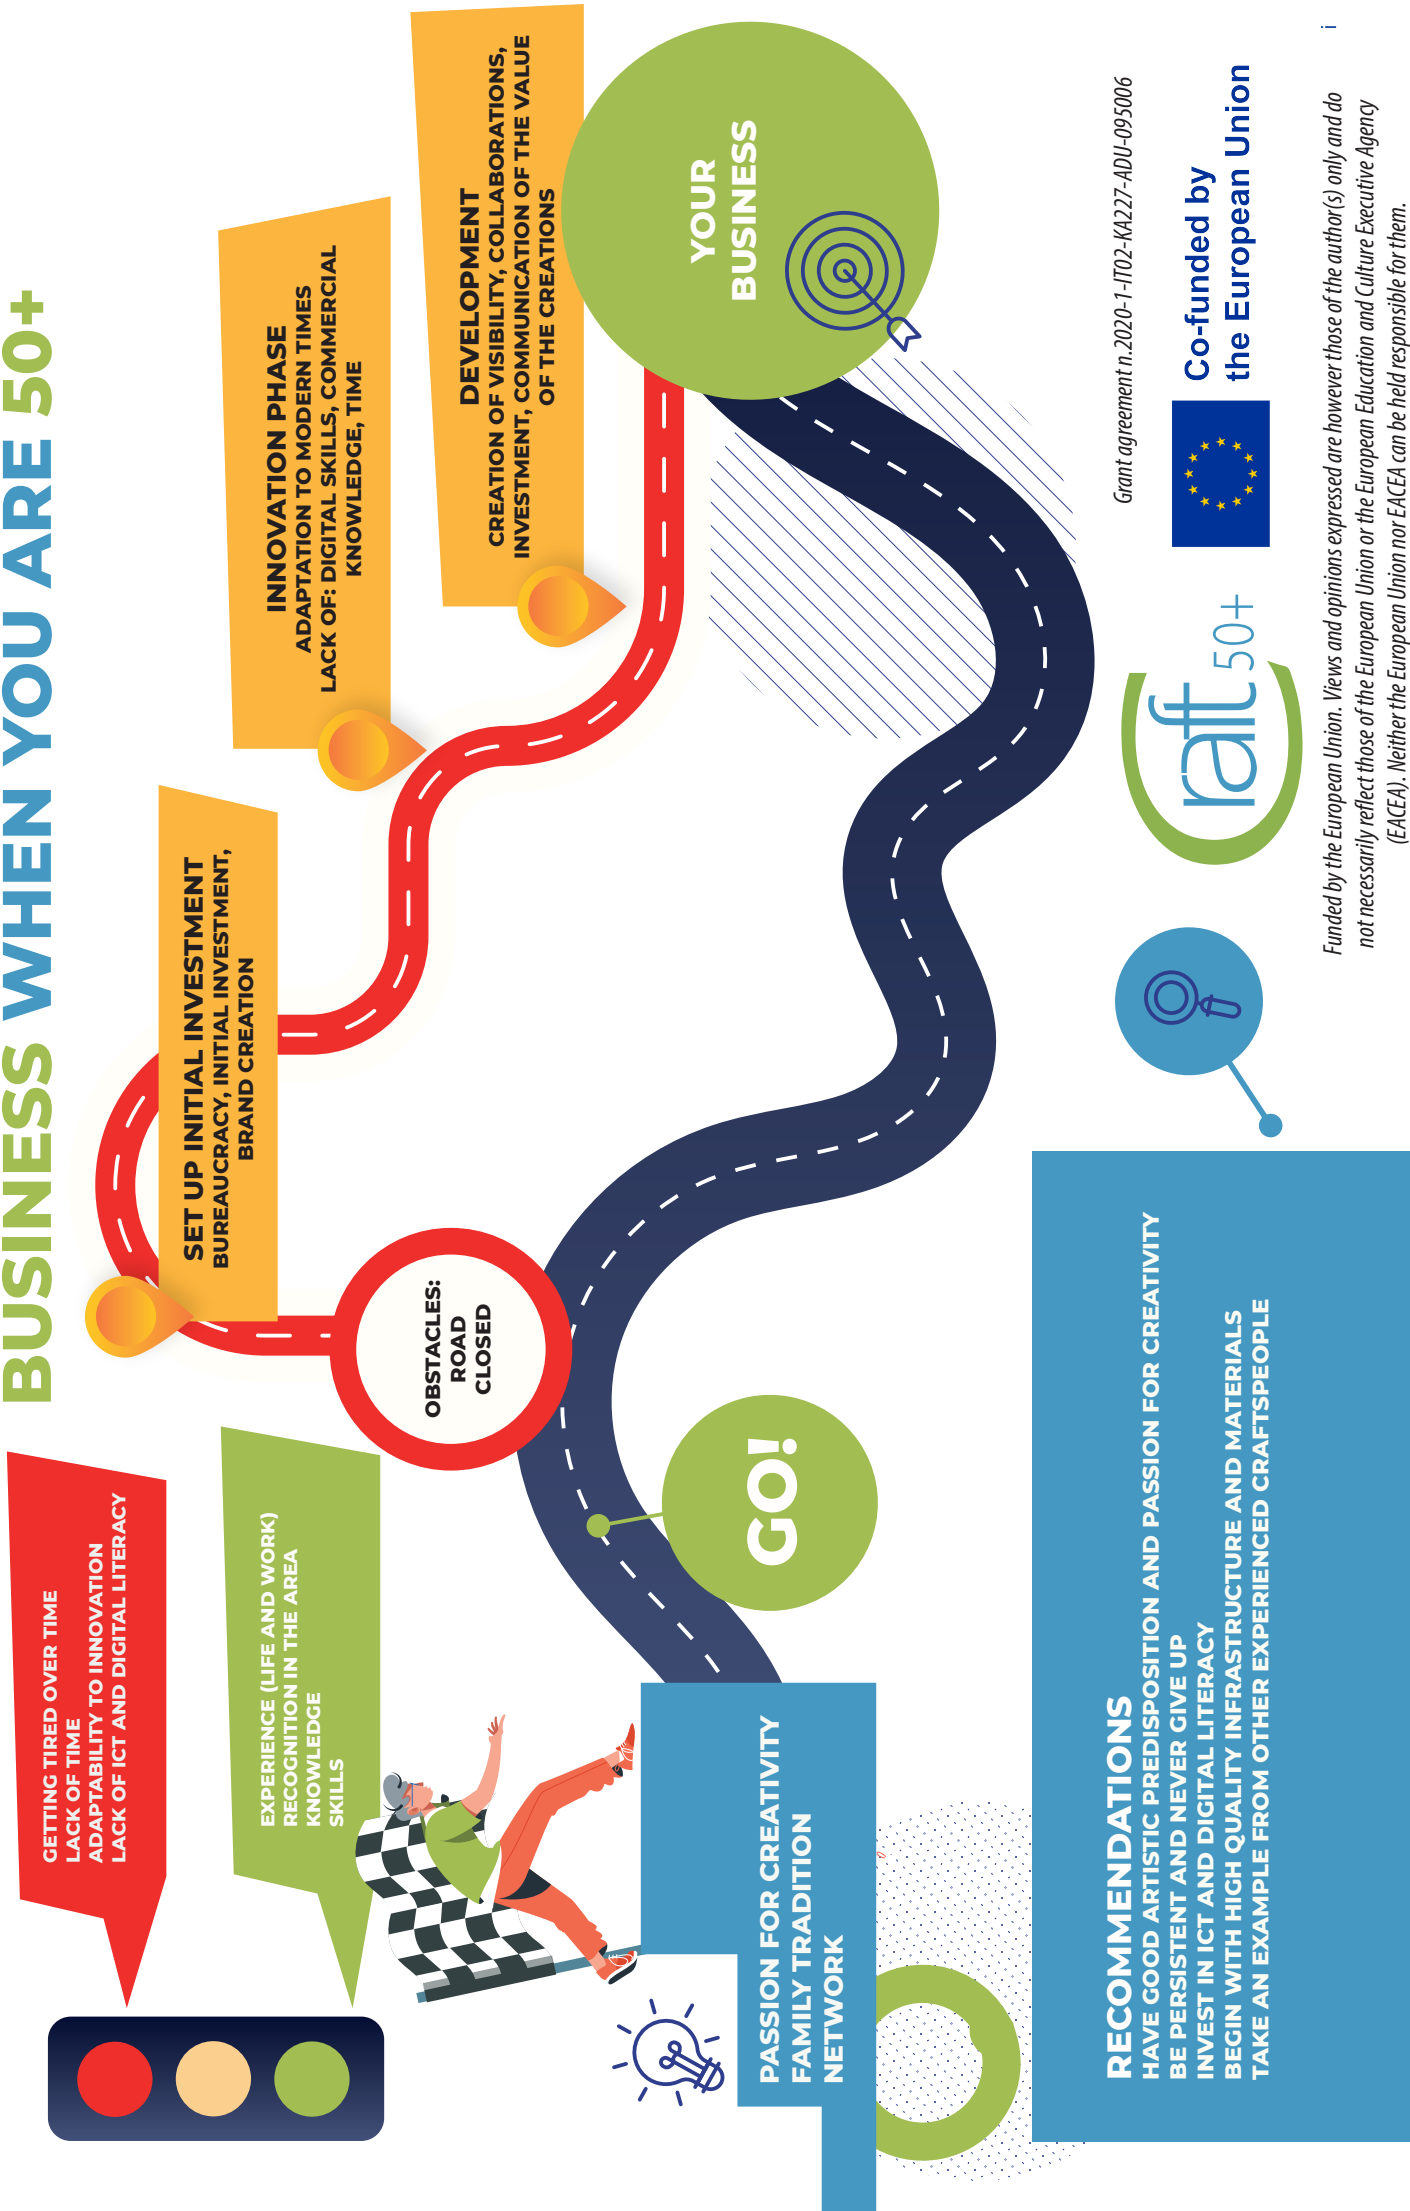 BUSINESS WHEN YOU ARE 50+
GETTING TIRED OVER TIME
LACK OF TIME
ADAPTABILITY TO INNOVATION
LACK OF ICT AND DIGITAL LITERACY
EXPERIENCE (LIFE AND WORK)
RECOGNITION IN THE AREA
KNOWLEDGE
SKILLS
SET UP INITIAL INVESTMENT
BUREAUCRACY, INITIAL INVESTMENT,
BRAND CREATION
INNOVATION PHASE
ADAPTATION TO MODERN TIMES
LACK OF: DIGITAL SKILLS, COMMERCIAL
KNOWLEDGE, TIME
DEVELOPMENT
CREATION OF VISIBILITY, COLLABORATIONS,
INVESTMENT, COMMUNICATION OF THE VALUE
OF THE CREATIONS
OBSTACLES:
ROAD
CLOSED
YOUR
BUSINESS
GO!
PASSION FOR CREATIVITY
FAMILY TRADITION
NETWORK
RECOMMENDATIONS
HAVE GOOD ARTISTIC PREDISPOSITION AND PASSION FOR CREATIVITY
BE PERSISTENT AND NEVER GIVE UP
INVEST IN ICT AND DIGITAL LITERACY
BEGIN WITH HIGH QUALITY INFRASTRUCTURE AND MATERIALS
TAKE AN EXAMPLE FROM OTHER EXPERIENCED CRAFTSPEOPLE
Craft 50+
Grant agreement n.2020-1-IT02-KA227-ADU-095006
Co-funded by
the European Union
Funded by the European Union. Views and opinions expressed are however those of the author(s) only and do
not necessarily reflect those of the European Union or the European Education and Culture Executive Agency
(EACEA). Neither the European Union nor EACEA can be held responsible for them.
i